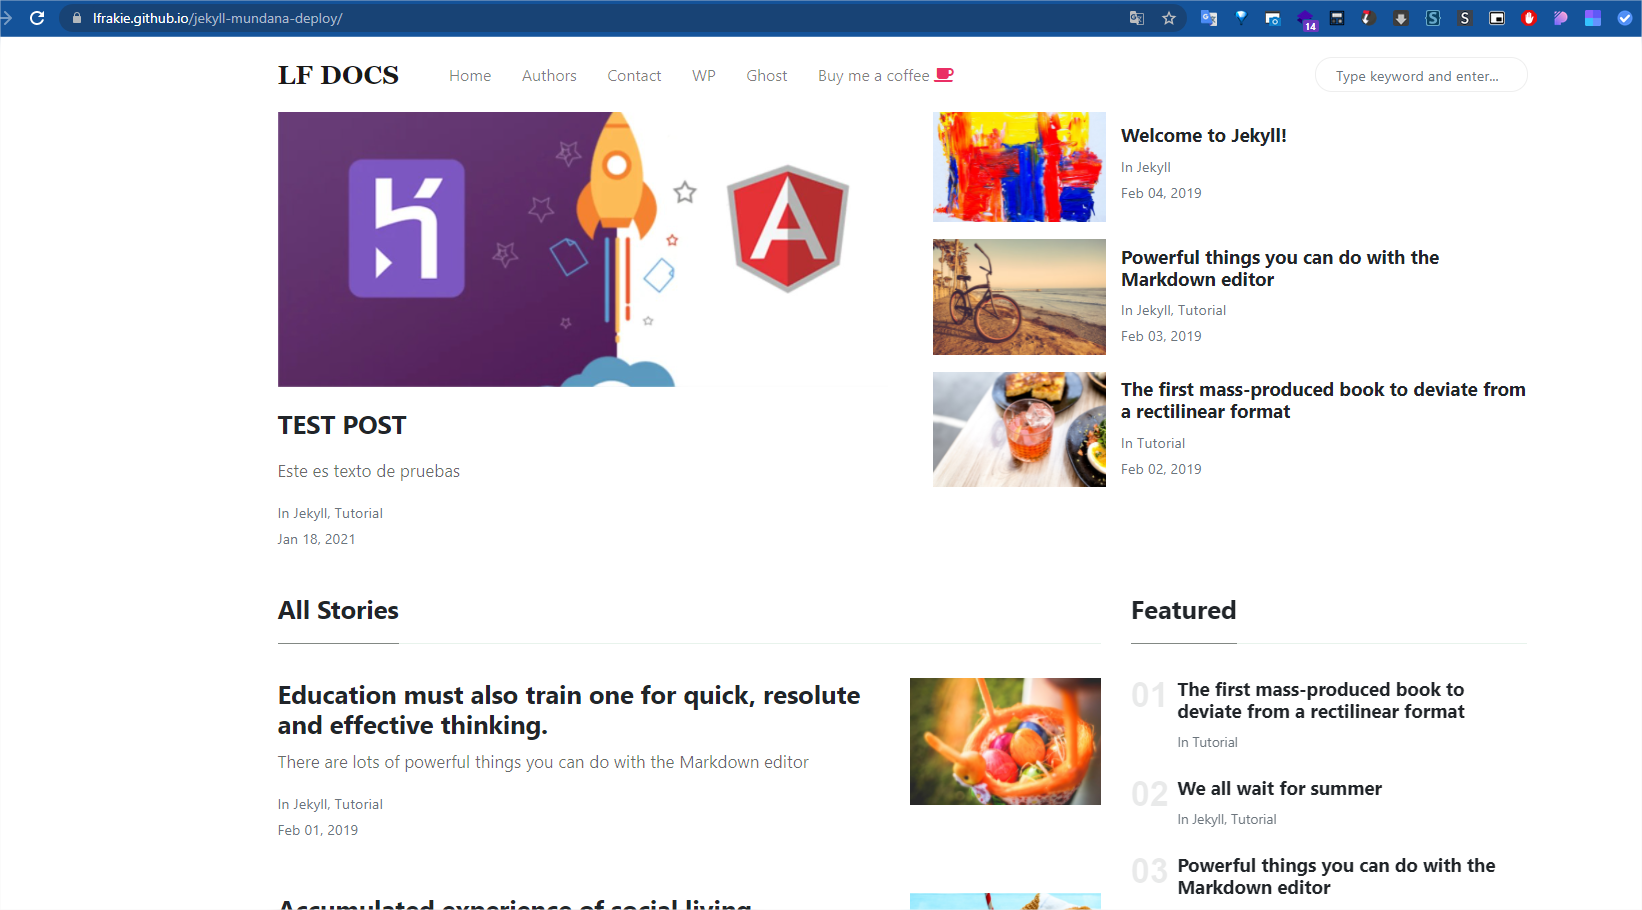 lfrakie.github.io/jekyll-mundana-deploy/
14
LF DOCS
Home
Authors
Contact
WP
Ghost
Buy me a coffee
Type keyword and enter...
TEST POST
Este es texto de pruebas
In Jekyll, Tutorial
Jan 18, 2021
Welcome to Jekyll!
In Jekyll
Feb 04, 2019
Powerful things you can do with the
Markdown editor
In Jekyll, Tutorial
Feb 03, 2019
The first mass-produced book to deviate from
a rectilinear format
In Tutorial
Feb 02, 2019
All Stories
Education must also train one for quick, resolute
and effective thinking.
There are lots of powerful things you can do with the Markdown editor
In Jekyll, Tutorial
Feb 01, 2019
Accumulated experience of social living
Featured
01
The first mass-produced book to
deviate from a rectilinear format
In Tutorial
02
We all wait for summer
In Jekyll, Tutorial
03
Powerful things you can do with the
Markdown editor